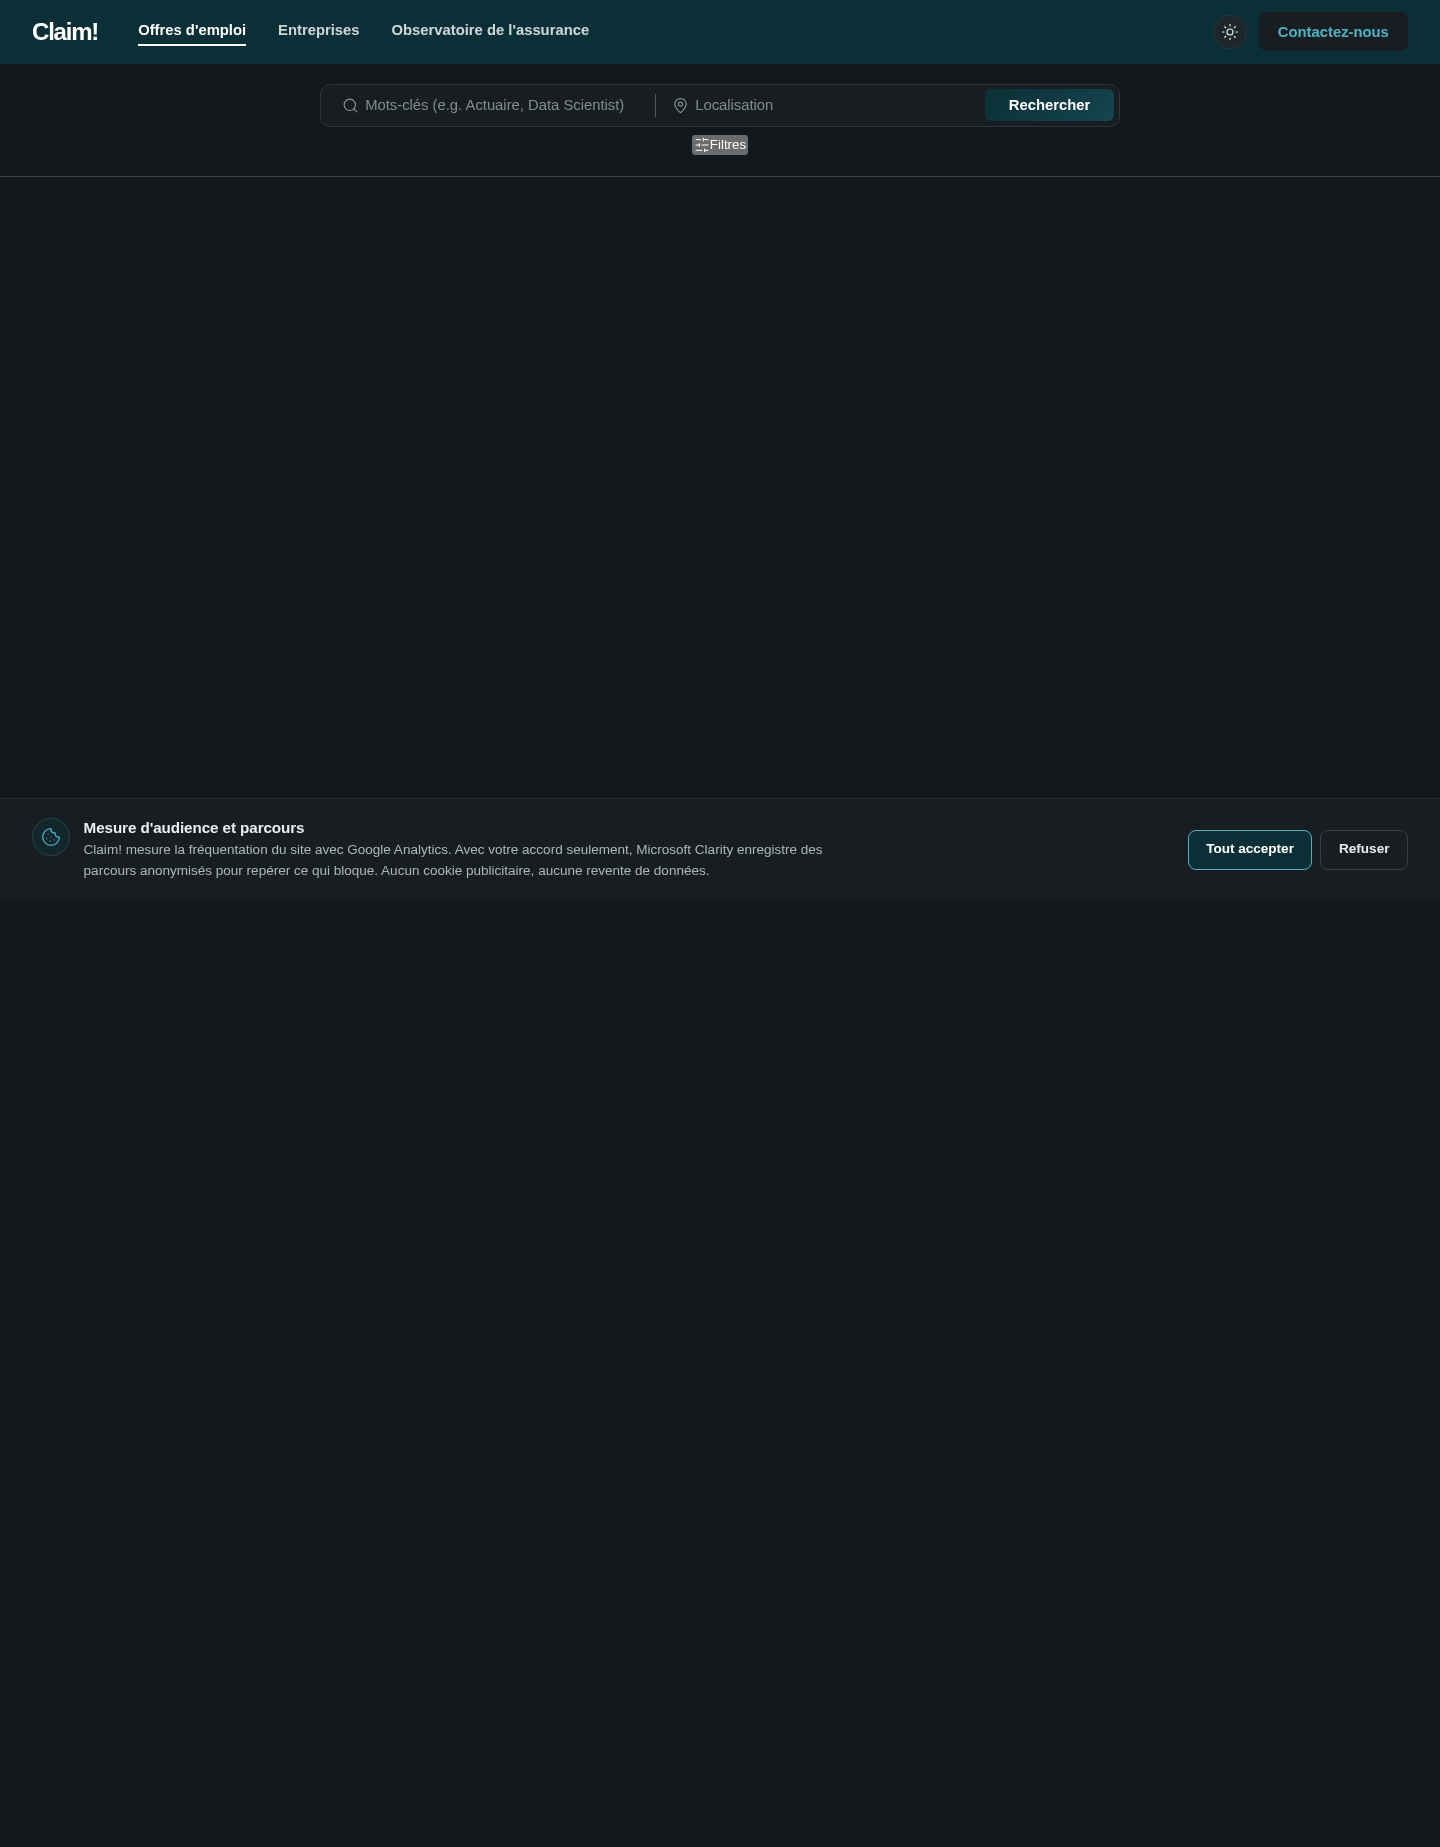 Claim!
Offres d'emploi
Entreprises
Observatoire de l'assurance
Contactez-nous
Mots-clés (e.g. Actuaire, Data Scientist)
Localisation
Rechercher
Filtres
Mesure d'audience et parcours
Claim! mesure la fréquentation du site avec Google Analytics. Avec votre accord seulement, Microsoft Clarity enregistre des
parcours anonymisés pour repérer ce qui bloque. Aucun cookie publicitaire, aucune revente de données.
Tout accepter
Refuser